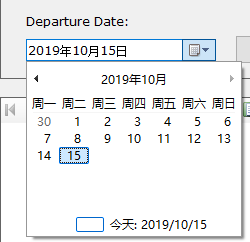 Departure Date:
2019年10月15日
2019年10月
周一 周二 周三 周四 周五 周六 周日
30 1 2 3 4 5 6
7 8 9 10 11 12 13
14 15
今天: 2019/10/15